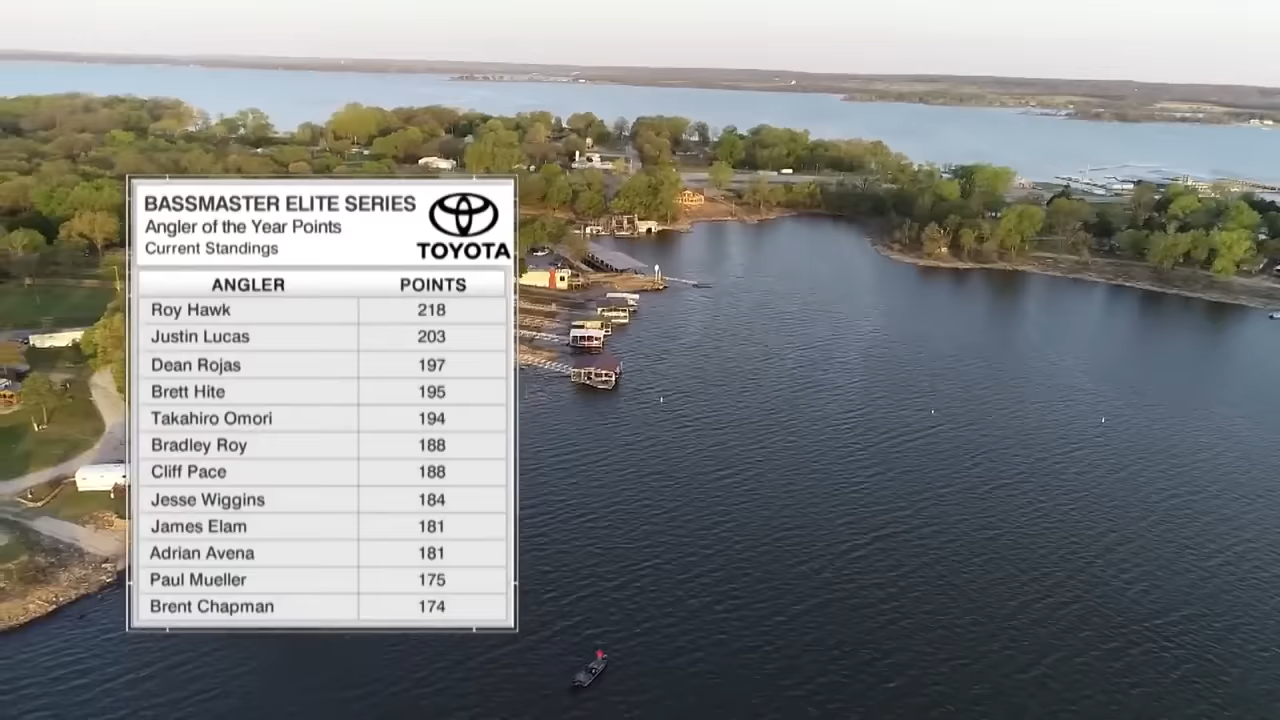 BASSMASTER ELITE SERIES
Angler of the Year Points
Current Standings
TOYOTA
ANGLER POINTS
Roy Hawk 218
Justin Lucas 203
Dean Rojas 197
Brett Hite 195
Takahiro Omori 194
Bradley Roy 188
Cliff Pace 188
Jesse Wiggins 184
James Elam 181
Adrian Avena 181
Paul Mueller 175
Brent Chapman 174